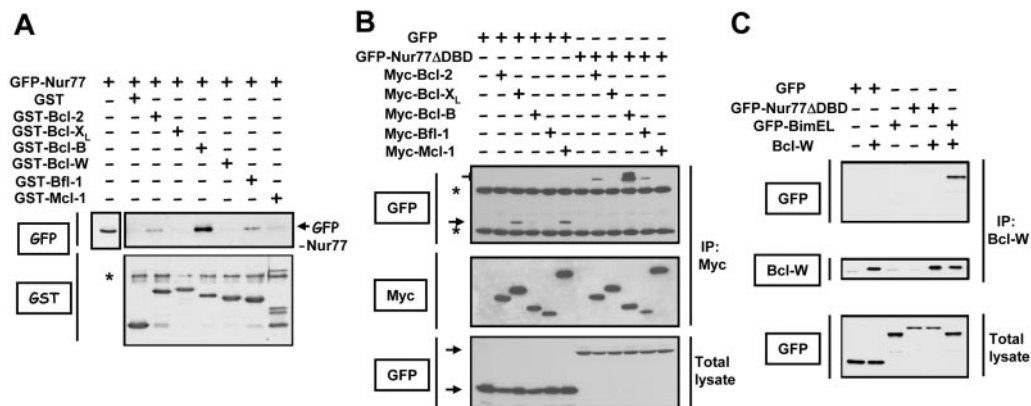 A
GFP-Nur77 + + + + + + + +
GST - + - - - - - -
GST-Bcl-2 - - + - - - - -
GST-Bcl-XL - - - + - - - -
GST-Bcl-B - - - - + - - -
GST-Bcl-W - - - - - + - -
GST-Bfl-1 - - - - - - + -
GST-Mcl-1 - - - - - - - +
GFP
GFP
-Nur77
GST
*
B
GFP + + + + + + - - - - - -
GFP-Nur77ΔDBD - - - - - - + + + + + +
Myc-Bcl-2 - + - - - - - + - - - -
Myc-Bcl-XL - - + - - - - - + - - -
Myc-Bcl-B - - - + - - - - - + - -
Myc-Bfl-1 - - - - + - - - - - + -
Myc-Mcl-1 - - - - - + - - - - - +
GFP
*
*
Myc
IP:
Myc
GFP
Total
lysate
C
GFP + + - - - -
GFP-Nur77ΔDBD - - - + + -
GFP-BimEL - - + - - +
Bcl-W - + - - + +
GFP
Bcl-W
IP:
Bcl-W
GFP
Total
lysate